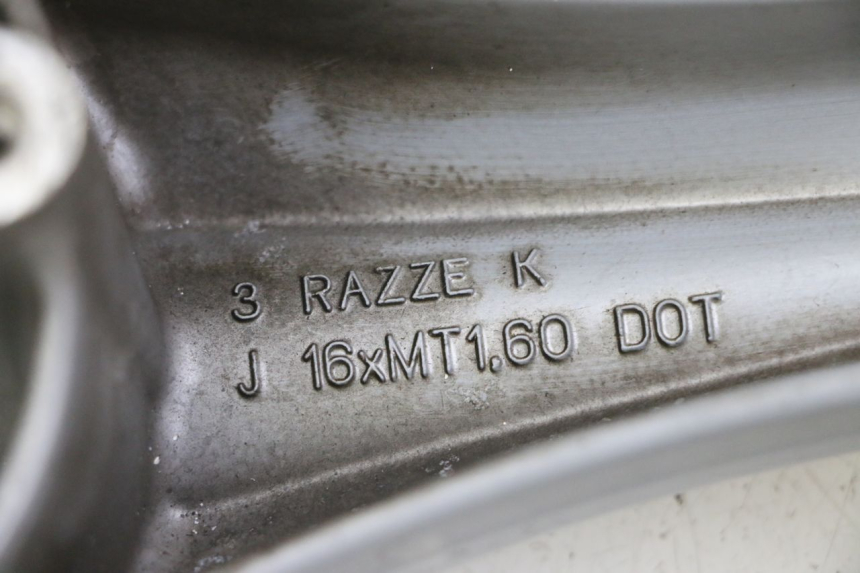 3 RAZZE K
J 16xMT1.60 DOT